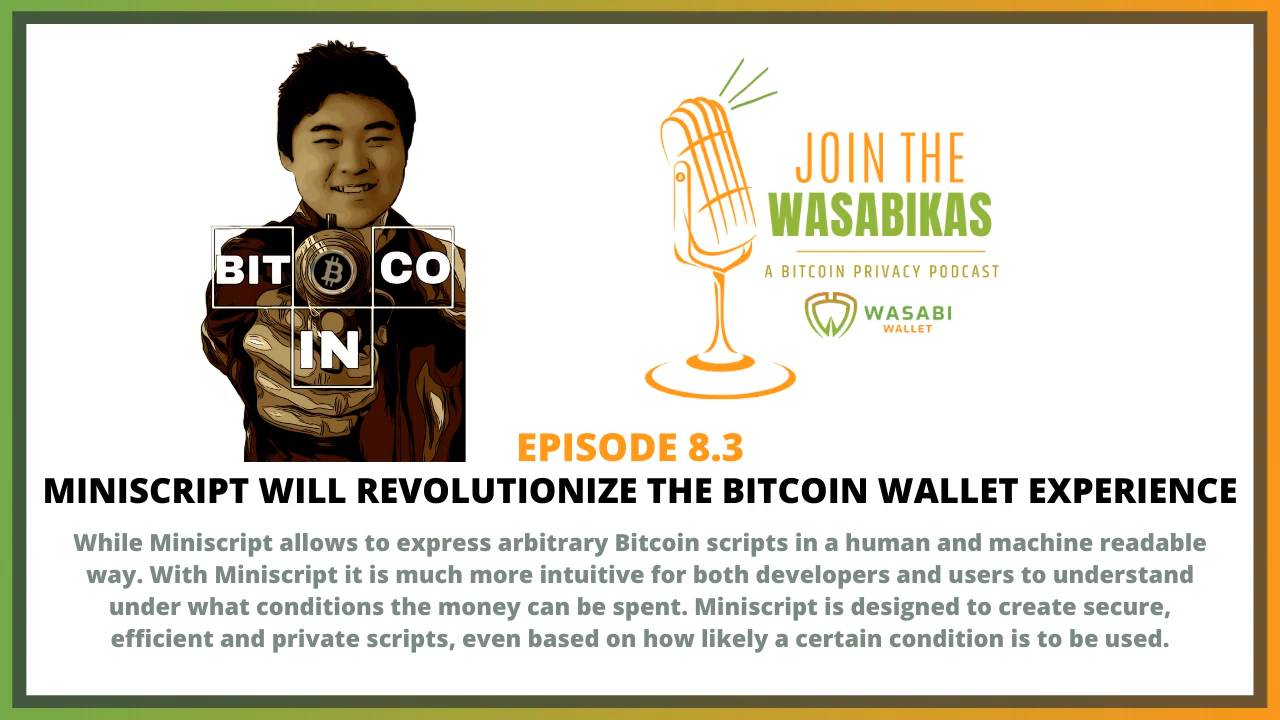 BIT
CO
IN
JOIN THE
WASABIKAS
A BITCOIN PRIVACY PODCAST
WASABI
WALLET
EPISODE 8.3
MINISCRIPT WILL REVOLUTIONIZE THE BITCOIN WALLET EXPERIENCE
While Miniscript allows to express arbitrary Bitcoin scripts in a human and machine readable
way. With Miniscript it is much more intuitive for both developers and users to understand
under what conditions the money can be spent. Miniscript is designed to create secure,
efficient and private scripts, even based on how likely a certain condition is to be used.